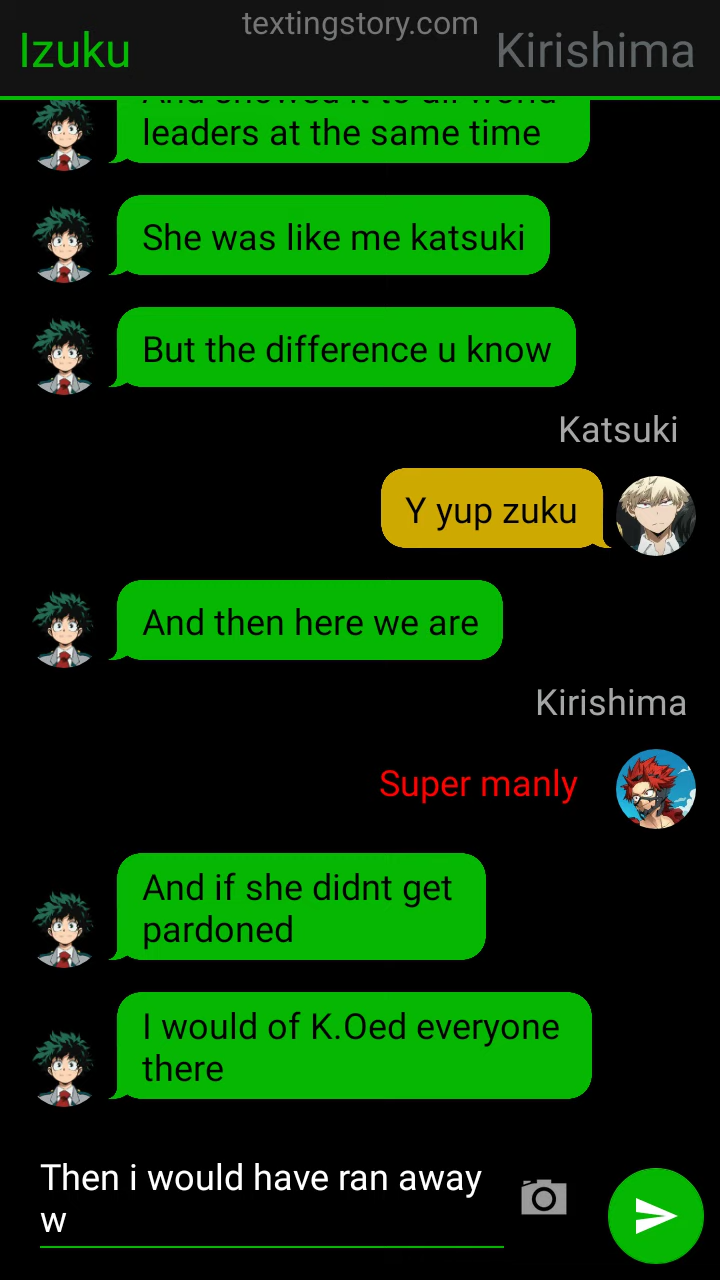 textingstory.com
Izuku
Kirishima
leaders at the same time
She was like me katsuki
But the difference u know
Katsuki
Y yup zuku
And then here we are
Kirishima
Super manly
And if she didnt get
pardoned
I would of K.Oed everyone
there
Then i would have ran away
w